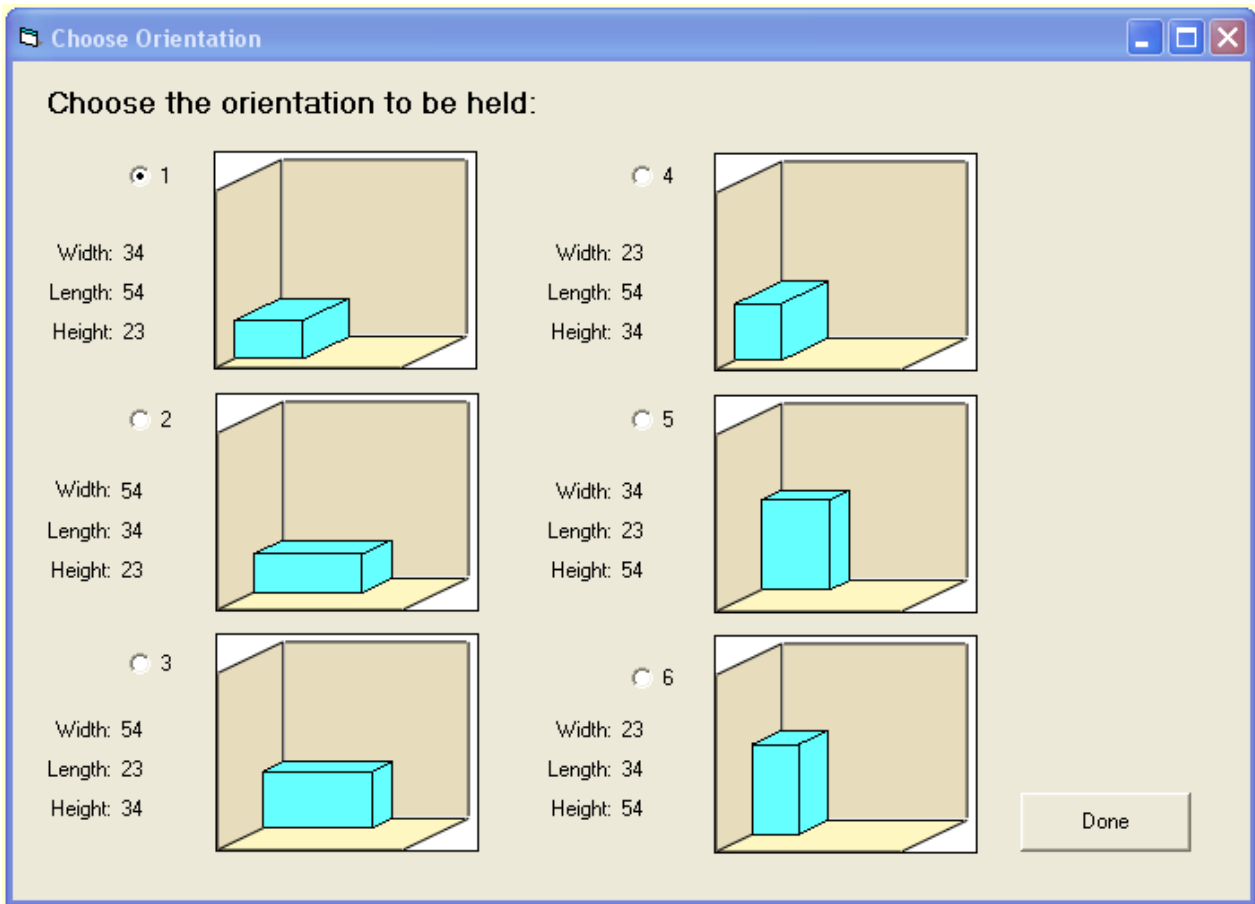 Choose Orientation
Choose the orientation to be held:
1
Width: 34
Length: 54
Height: 23
2
Width: 54
Length: 34
Height: 23
3
Width: 54
Length: 23
Height: 34
4
Width: 23
Length: 54
Height: 34
5
Width: 34
Length: 23
Height: 54
6
Width: 23
Length: 34
Height: 54
Done